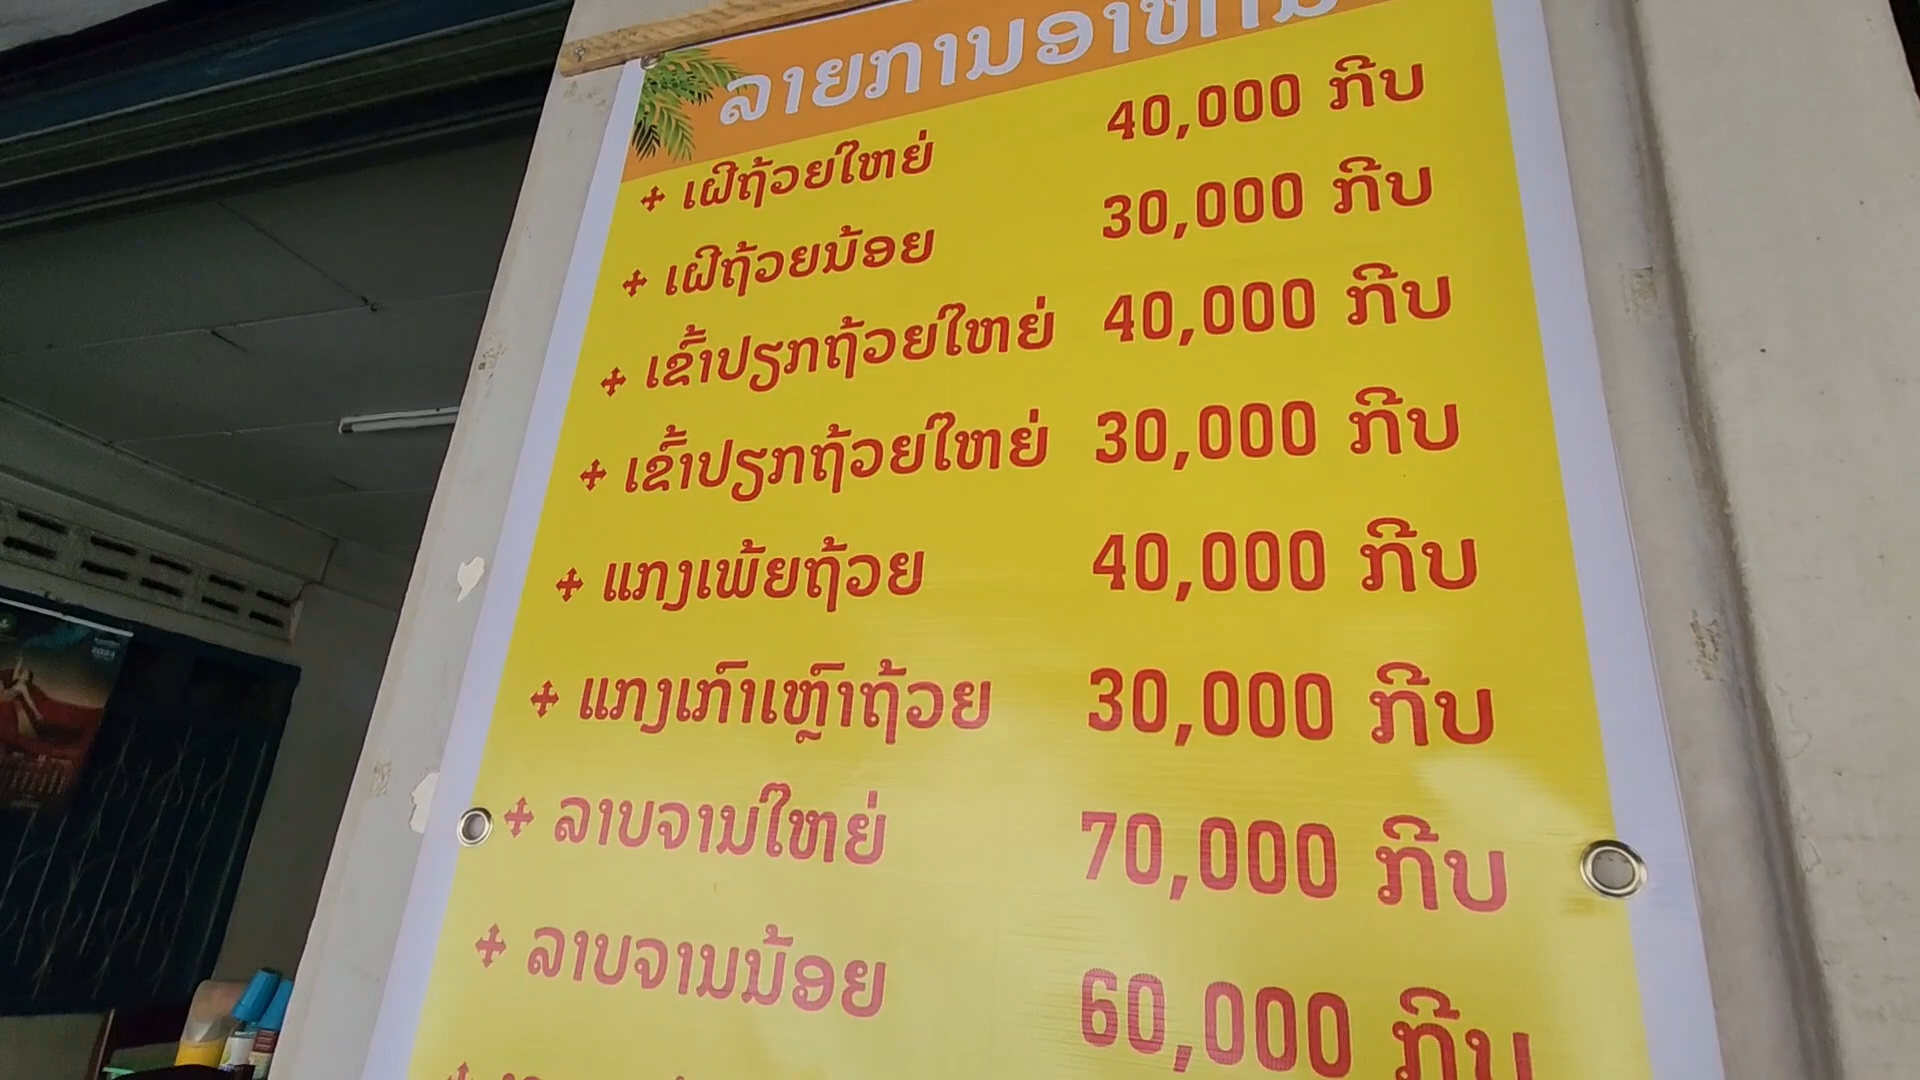 ລາຍການອາຫານ
ເຝີຖ້ວຍໃຫຍ່ 40,000 ກີບ
ເຝີຖ້ວຍນ້ອຍ 30,000 ກີບ
ເຂົ້າປຽກຖ້ວຍໃຫຍ່ 40,000 ກີບ
ເຂົ້າປຽກຖ້ວຍໃຫຍ່ 30,000 ກີບ
ແກງເພ້ຍຖ້ວຍ 40,000 ກີບ
ແກງເກົາເຫຼົາຖ້ວຍ 30,000 ກີບ
ລາບຈານໃຫຍ່ 70,000 ກີບ
ລາບຈານນ້ອຍ 60,000 ກີບ